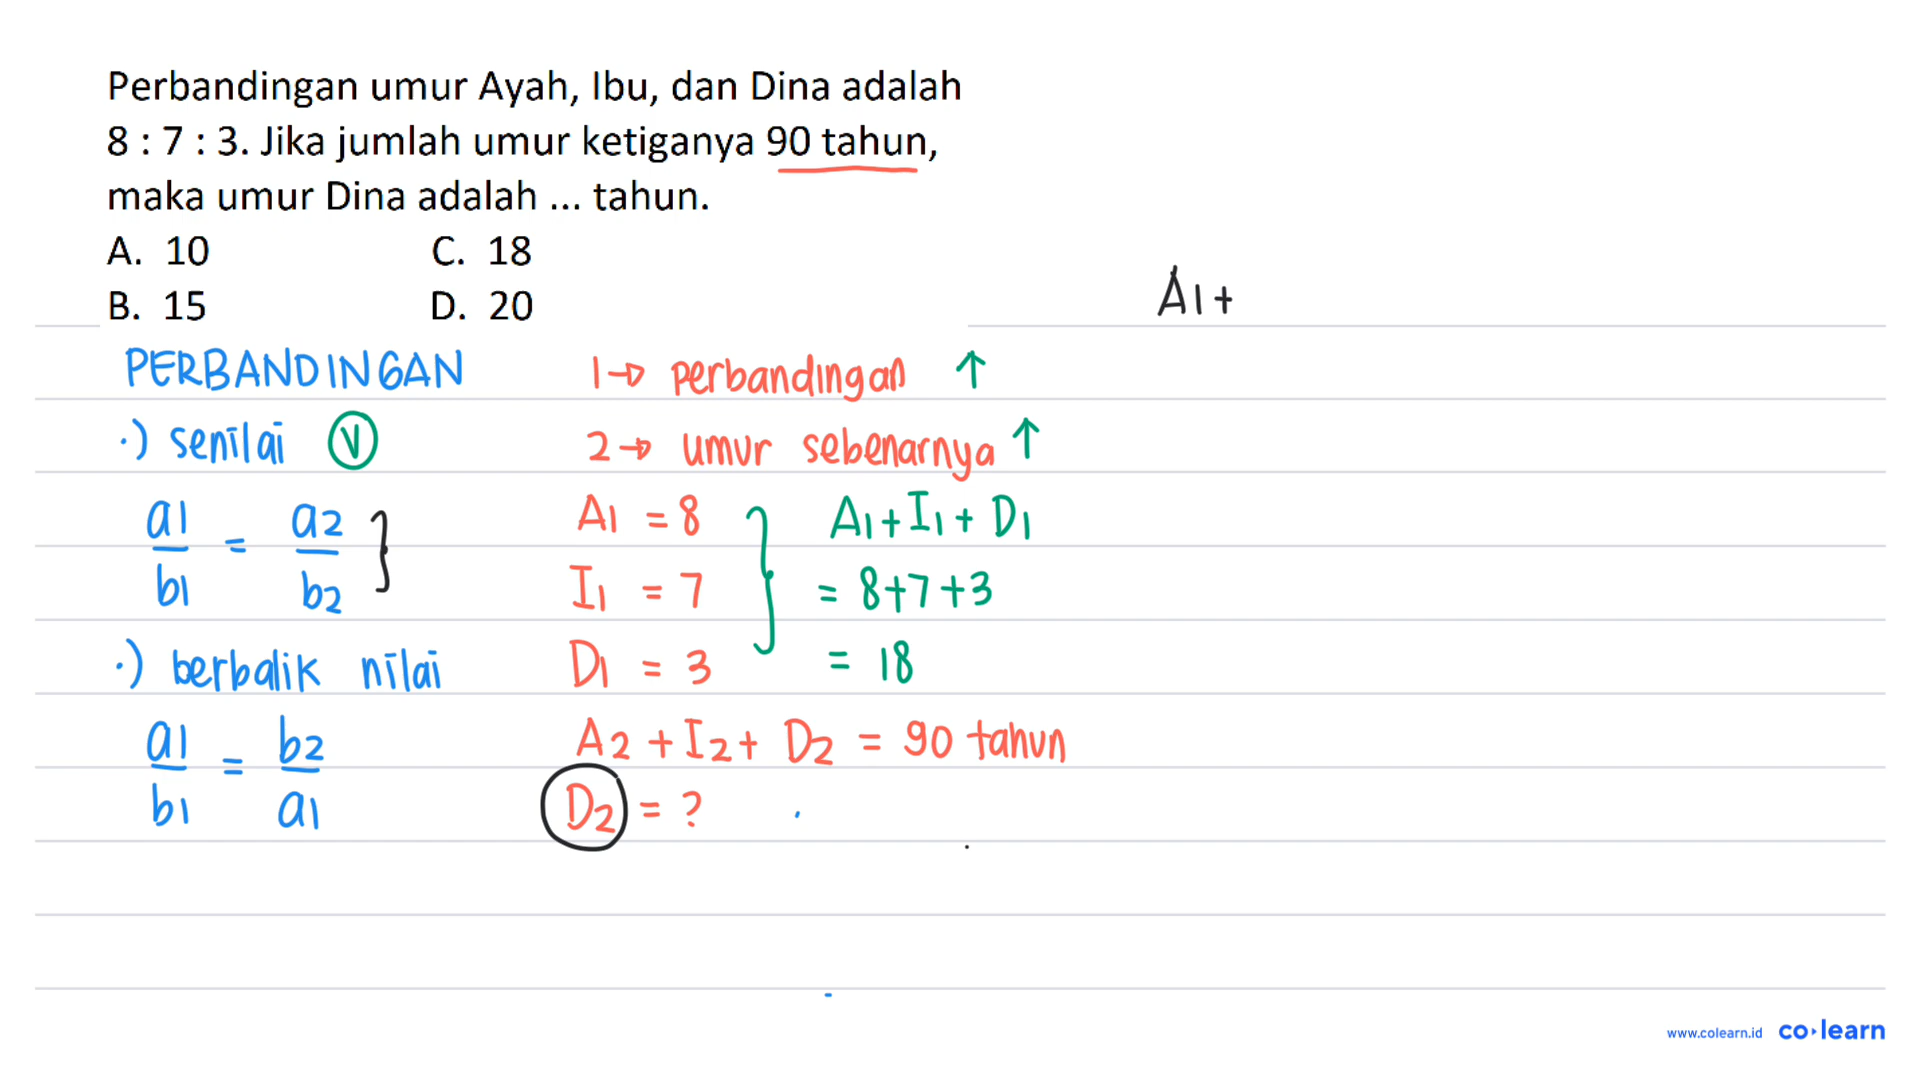 Perbandingan umur Ayah, Ibu, dan Dina adalah
8 : 7 : 3. Jika jumlah umur ketiganya 90 tahun,
maka umur Dina adalah ... tahun.
A. 10 C. 18
B. 15 D. 20
A1+
PERBANDINGAN
·) senilai V
a1/b1 = a2/b2 }
·) berbalik nilai
a1/b1 = b2/a1
1→ perbandingan ↑
2→ umur sebenarnya ↑
A1 = 8
I1 = 7
D1 = 3
} A1+I1+D1
= 8+7+3
= 18
A2+I2+D2 = 90 tahun
D2 = ?
www.colearn.id co·learn